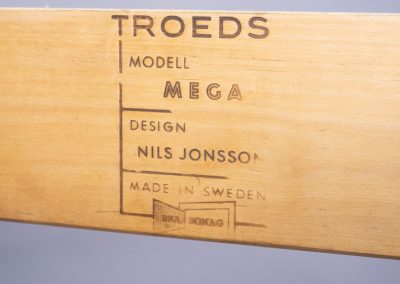 TROEDS
MODELL
MEGA
DESIGN
NILS JONSSON
MADE IN SWEDEN
BRA BOHAG